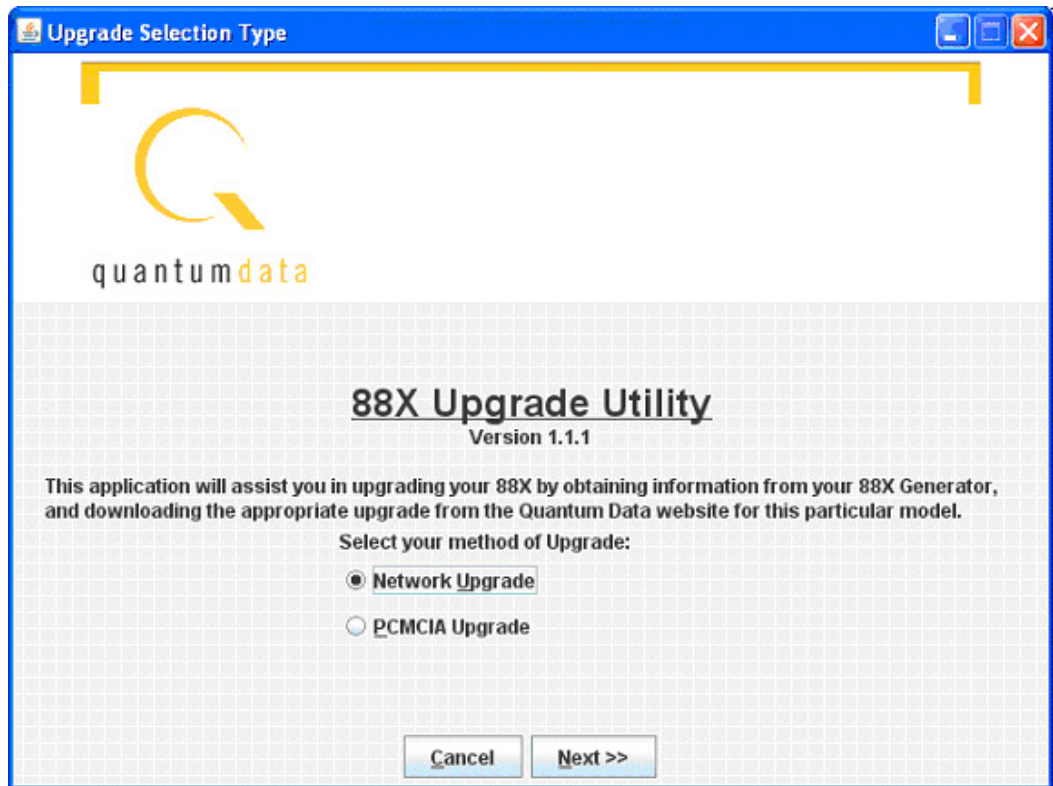 Upgrade Selection Type
quantumdata
88X Upgrade Utility
Version 1.1.1
This application will assist you in upgrading your 88X by obtaining information from your 88X Generator,
and downloading the appropriate upgrade from the Quantum Data website for this particular model.
Select your method of Upgrade:
Network Upgrade
PCMCIA Upgrade
Cancel
Next >>